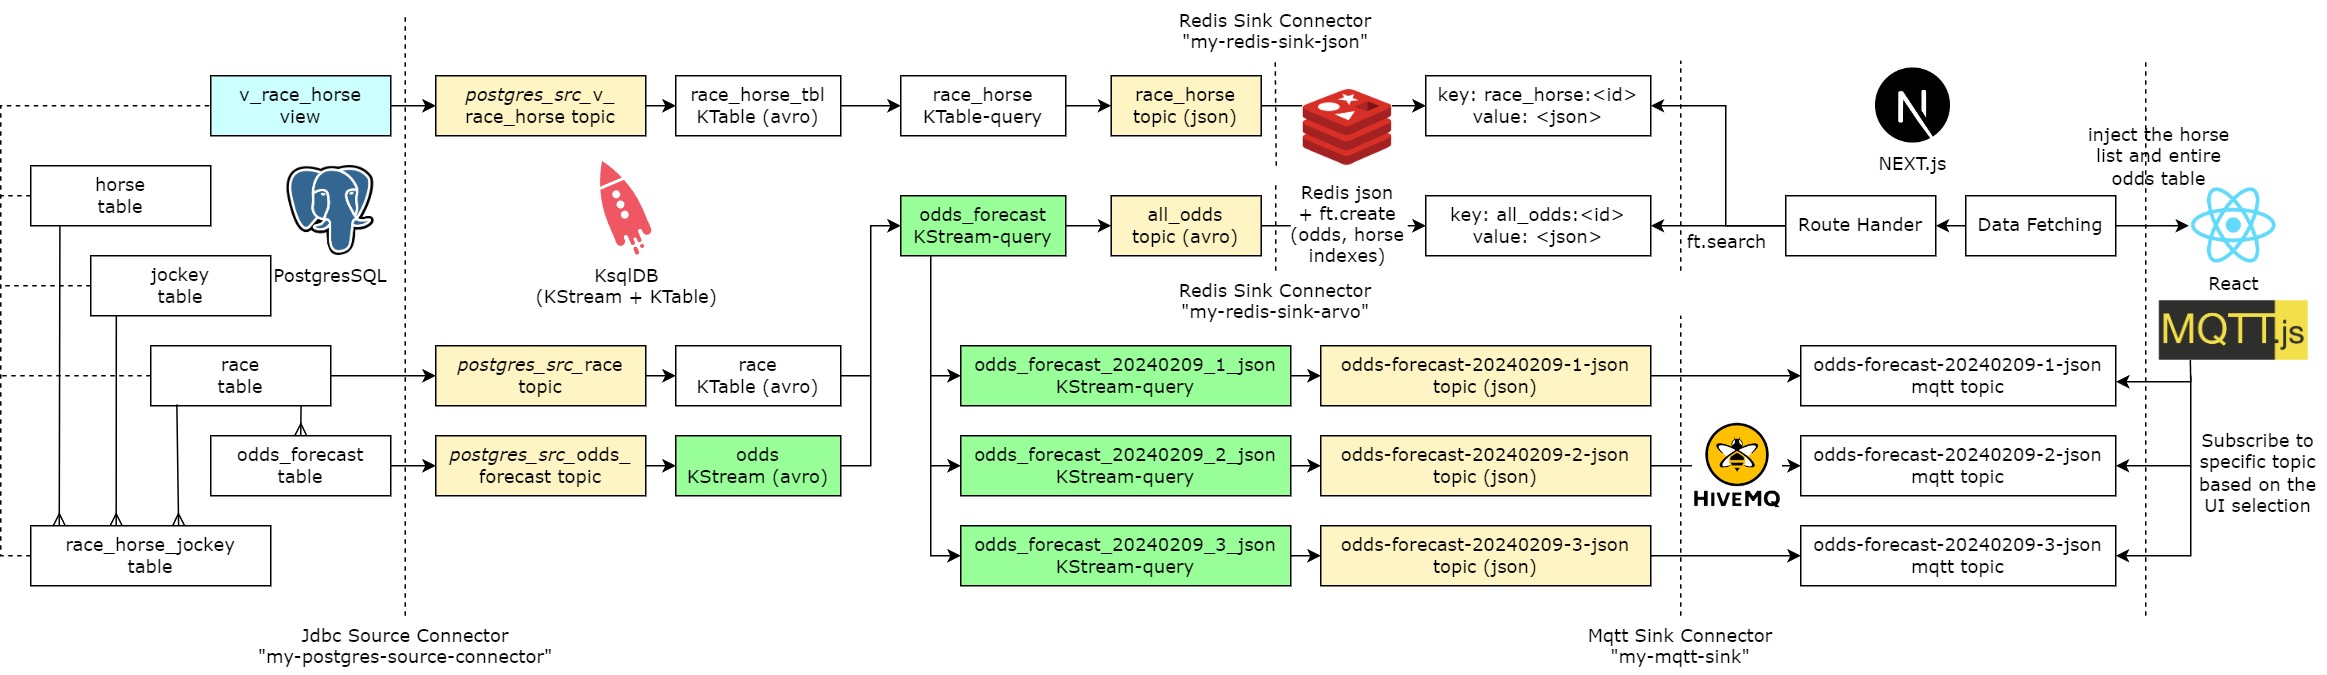 Redis Sink Connector
"my-redis-sink-json"
v_race_horse
view
postgres_src_v_
race_horse topic
race_horse_tbl
KTable (avro)
race_horse
KTable-query
race_horse
topic (json)
key: race_horse:<id>
value: <json>
N
NEXT.js
inject the horse
list and entire
odds table
horse
table
PostgresSQL
jockey
table
KsqlDB
(KStream + KTable)
odds_forecast
KStream-query
all_odds
topic (avro)
Redis json
+ ft.create
(odds, horse
indexes)
key: all_odds:<id>
value: <json>
ft.search
Route Hander
Data Fetching
React
Redis Sink Connector
"my-redis-sink-arvo"
MQTT.js
race
table
postgres_src_race
topic
race
KTable (avro)
odds_forecast_20240209_1_json
KStream-query
odds-forecast-20240209-1-json
topic (json)
odds-forecast-20240209-1-json
mqtt topic
odds_forecast
table
postgres_src_odds_
forecast topic
odds
KStream (avro)
odds_forecast_20240209_2_json
KStream-query
odds-forecast-20240209-2-json
topic (json)
HIVEMQ
odds-forecast-20240209-2-json
mqtt topic
Subscribe to
specific topic
based on the
UI selection
race_horse_jockey
table
odds_forecast_20240209_3_json
KStream-query
odds-forecast-20240209-3-json
topic (json)
odds-forecast-20240209-3-json
mqtt topic
Jdbc Source Connector
"my-postgres-source-connector"
Mqtt Sink Connector
"my-mqtt-sink"